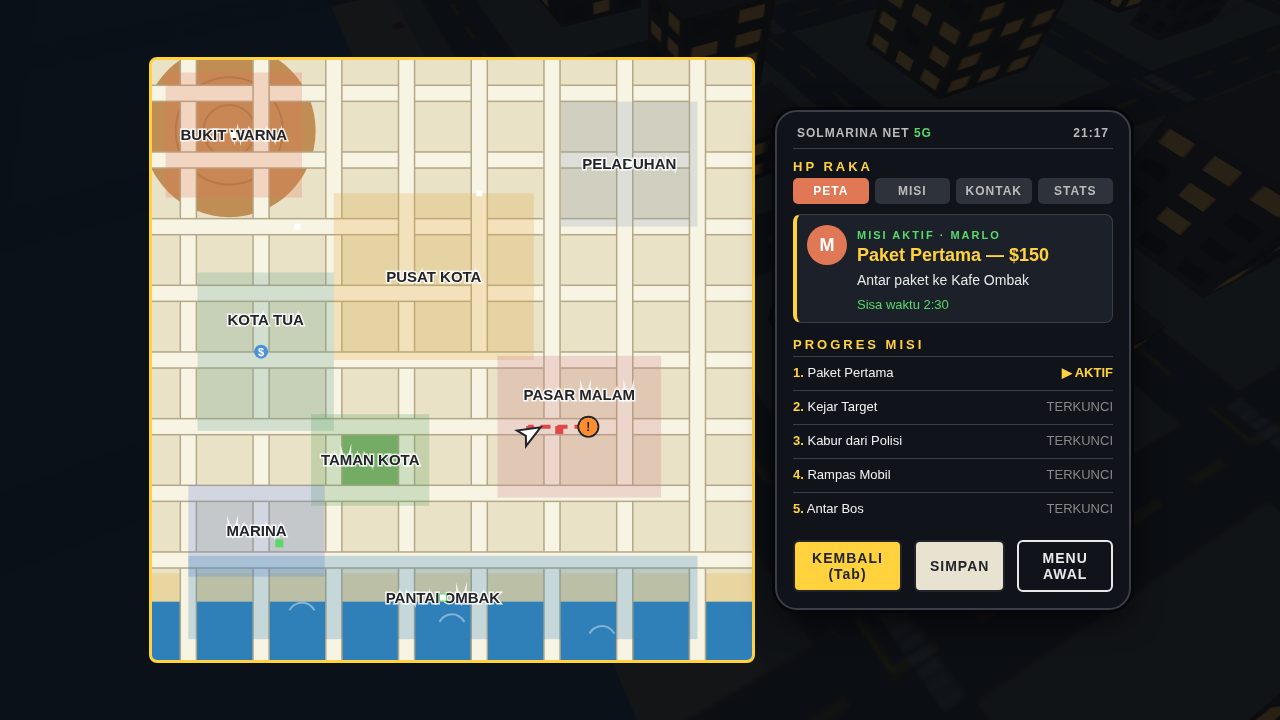 BUKIT WARNA
PELABUHAN
PUSAT KOTA
KOTA TUA
$
PASAR MALAM
!
TAMAN KOTA
MARINA
PANTAI OMBAK
SOLMARINA NET 5G 21:17
HP RAKA
PETA MISI KONTAK STATS
M
MISI AKTIF · MARLO
Paket Pertama — $150
Antar paket ke Kafe Ombak
Sisa waktu 2:30
PROGRES MISI
1. Paket Pertama ▶ AKTIF
2. Kejar Target TERKUNCI
3. Kabur dari Polisi TERKUNCI
4. Rampas Mobil TERKUNCI
5. Antar Bos TERKUNCI
KEMBALI (Tab)
SIMPAN
MENU AWAL